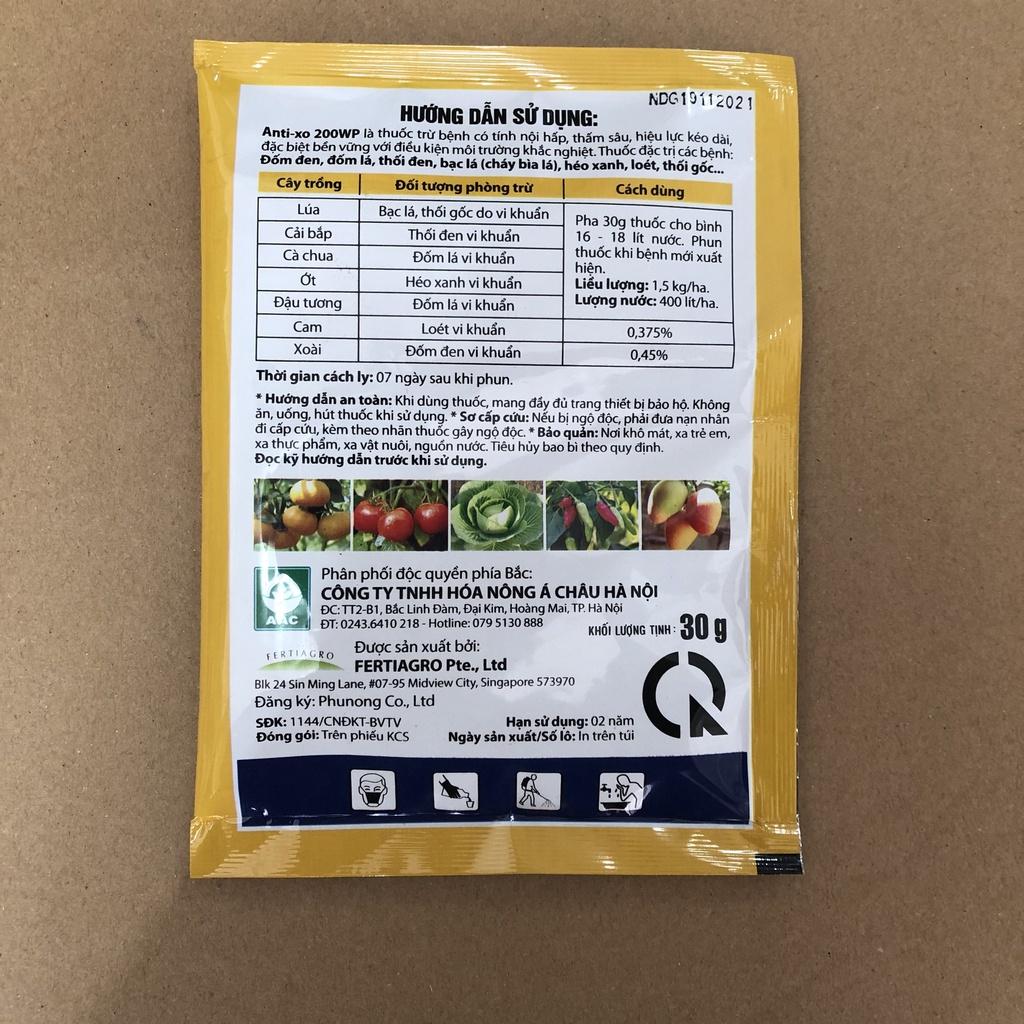 NDG19112021
HƯỚNG DẪN SỬ DỤNG:
Anti-xo 200WP là thuốc trừ bệnh có tính nội hấp, thấm sâu, hiệu lực kéo dài,
đặc biệt bền vững với điều kiện môi trường khắc nghiệt. Thuốc đặc trị các bệnh:
Đốm đen, đốm lá, thối đen, bạc lá (cháy bìa lá), héo xanh, loét, thối gốc...
Cây trồng Đối tượng phòng trừ Cách dùng
Lúa Bạc lá, thối gốc do vi khuẩn
Cải bắp Thối đen vi khuẩn
Cà chua Đốm lá vi khuẩn
Ớt Héo xanh vi khuẩn
Đậu tương Đốm lá vi khuẩn
Pha 30g thuốc cho bình
16 - 18 lít nước. Phun
thuốc khi bệnh mới xuất
hiện.
Liều lượng: 1,5 kg/ha.
Lượng nước: 400 lít/ha.
Cam Loét vi khuẩn 0,375%
Xoài Đốm đen vi khuẩn 0,45%
Thời gian cách ly: 07 ngày sau khi phun.
* Hướng dẫn an toàn: Khi dùng thuốc, mang đầy đủ trang thiết bị bảo hộ. Không
ăn, uống, hút thuốc khi sử dụng. * Sơ cấp cứu: Nếu bị ngộ độc, phải đưa nạn nhân
đi cấp cứu, kèm theo nhãn thuốc gây ngộ độc. * Bảo quản: Nơi khô mát, xa trẻ em,
xa thực phẩm, xa vật nuôi, nguồn nước. Tiêu hủy bao bì theo quy định.
Đọc kỹ hướng dẫn trước khi sử dụng.
Phân phối độc quyền phía Bắc:
CÔNG TY TNHH HÓA NÔNG Á CHÂU HÀ NỘI
ĐC: TT2-B1, Bắc Linh Đàm, Đại Kim, Hoàng Mai, TP. Hà Nội
ĐT: 0243.6410 218 - Hotline: 079 5130 888
AAC
KHỐI LƯỢNG TỊNH: 30 g
Được sản xuất bởi:
FERTIAGRO
FERTIAGRO Pte., Ltd
Blk 24 Sin Ming Lane, #07-95 Midview City, Singapore 573970
Đăng ký: Phunong Co., Ltd
SĐK: 1144/CNĐKT-BVTV Hạn sử dụng: 02 năm
Đóng gói: Trên phiếu KCS Ngày sản xuất/Số lô: In trên túi